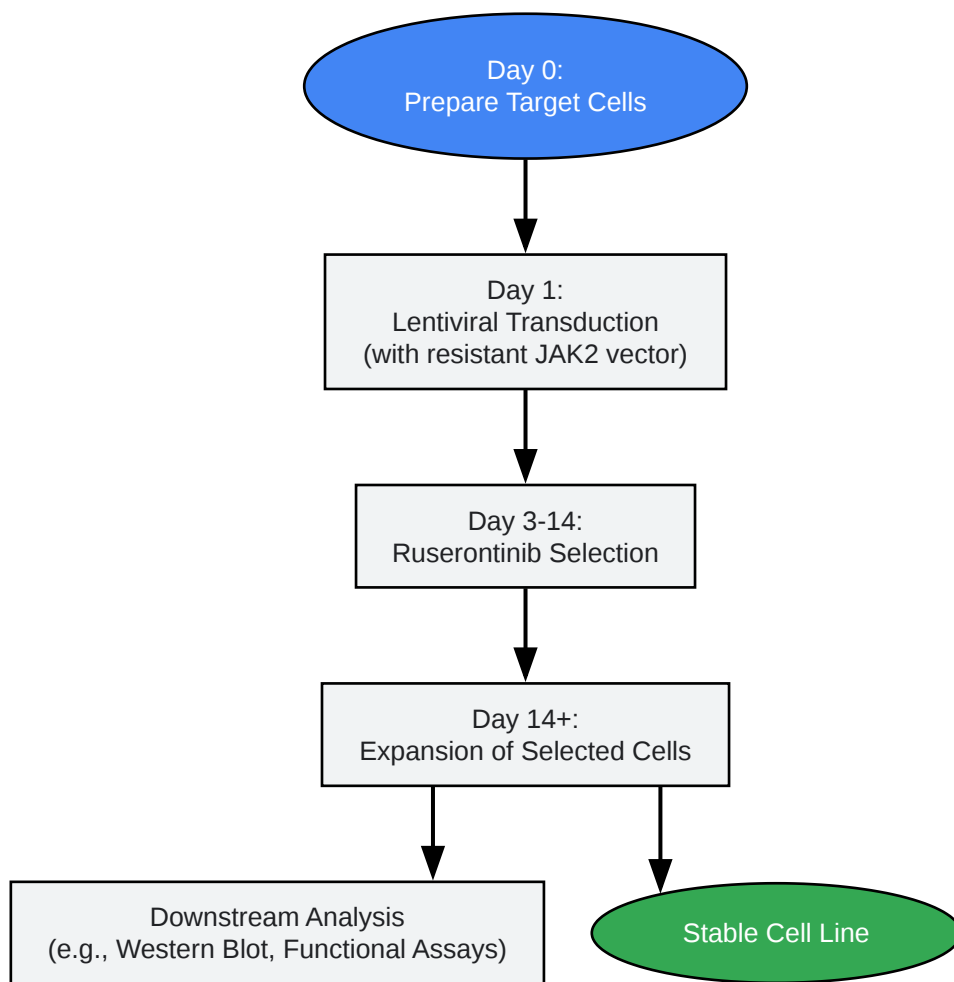 Day 0:
Prepare Target Cells
Day 1:
Lentiviral Transduction
(with resistant JAK2 vector)
Day 3-14:
Ruserontinib Selection
Day 14+:
Expansion of Selected Cells
Downstream Analysis
(e.g., Western Blot, Functional Assays)
Stable Cell Line